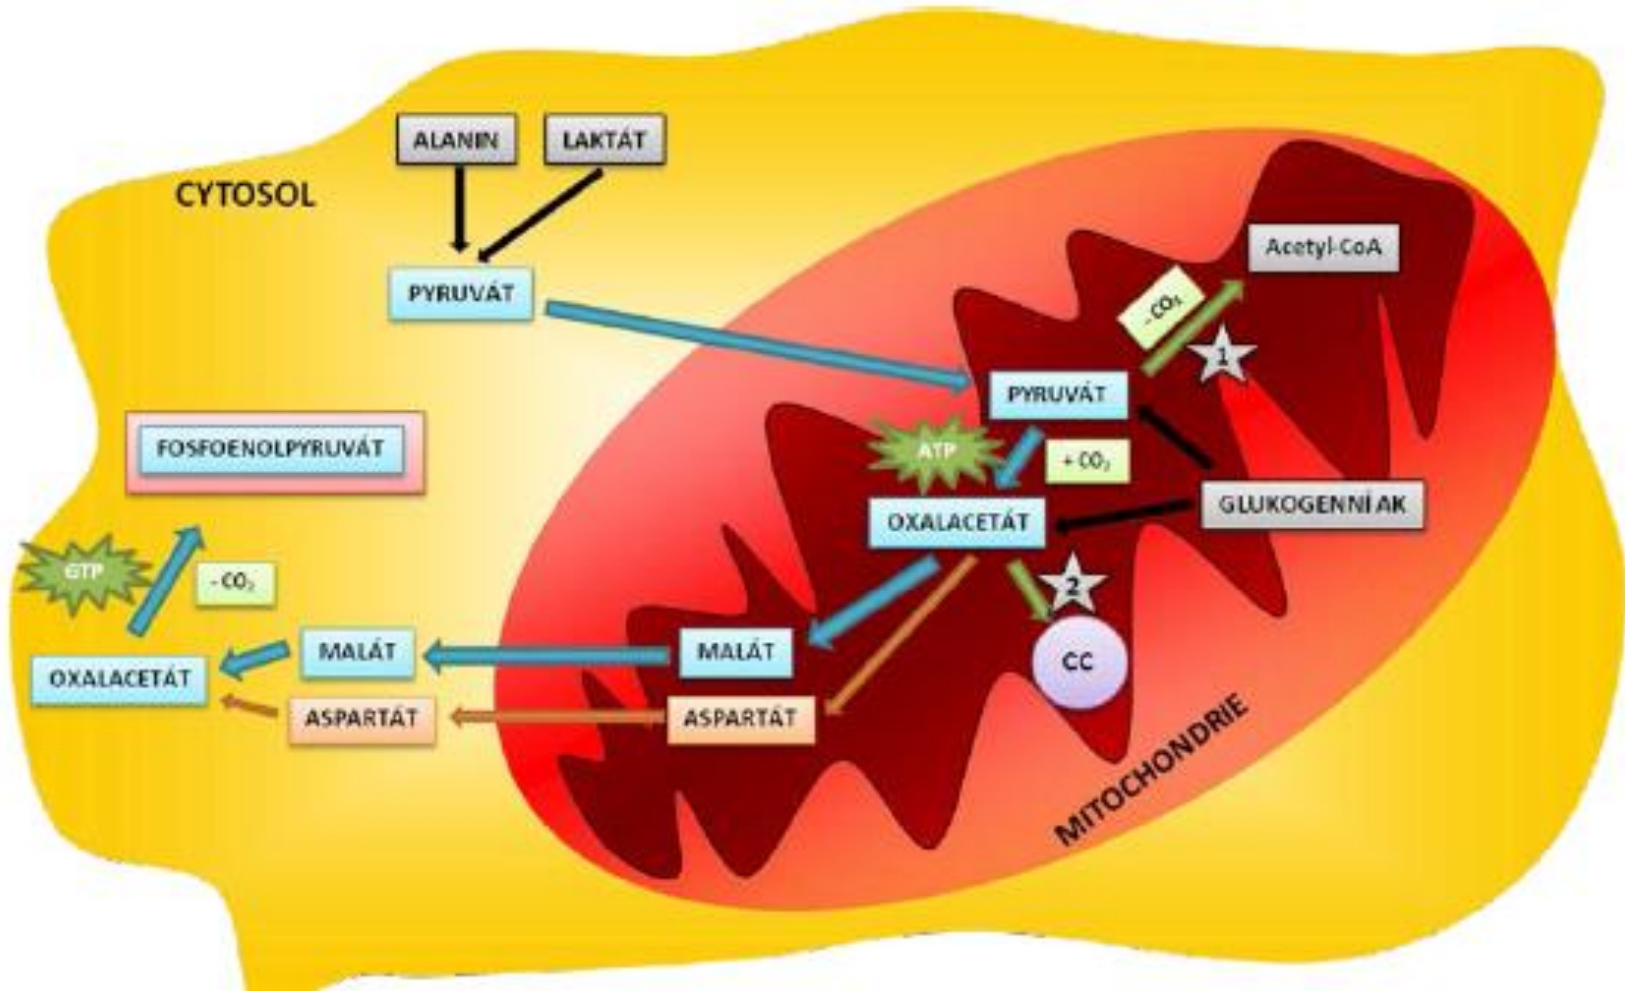 ALANIN
LAKTÁT
CYTOSOL
Acetyl-CoA
PYRUVÁT
- CO₂
1
PYRUVÁT
FOSFOENOLPYRUVÁT
ATP
+ CO₂
GLUKOGENNÍ AK
OXALACETÁT
GTP
- CO₂
2
MALÁT
MALÁT
CC
OXALACETÁT
ASPARTÁT
ASPARTÁT
MITOCHONDRIE